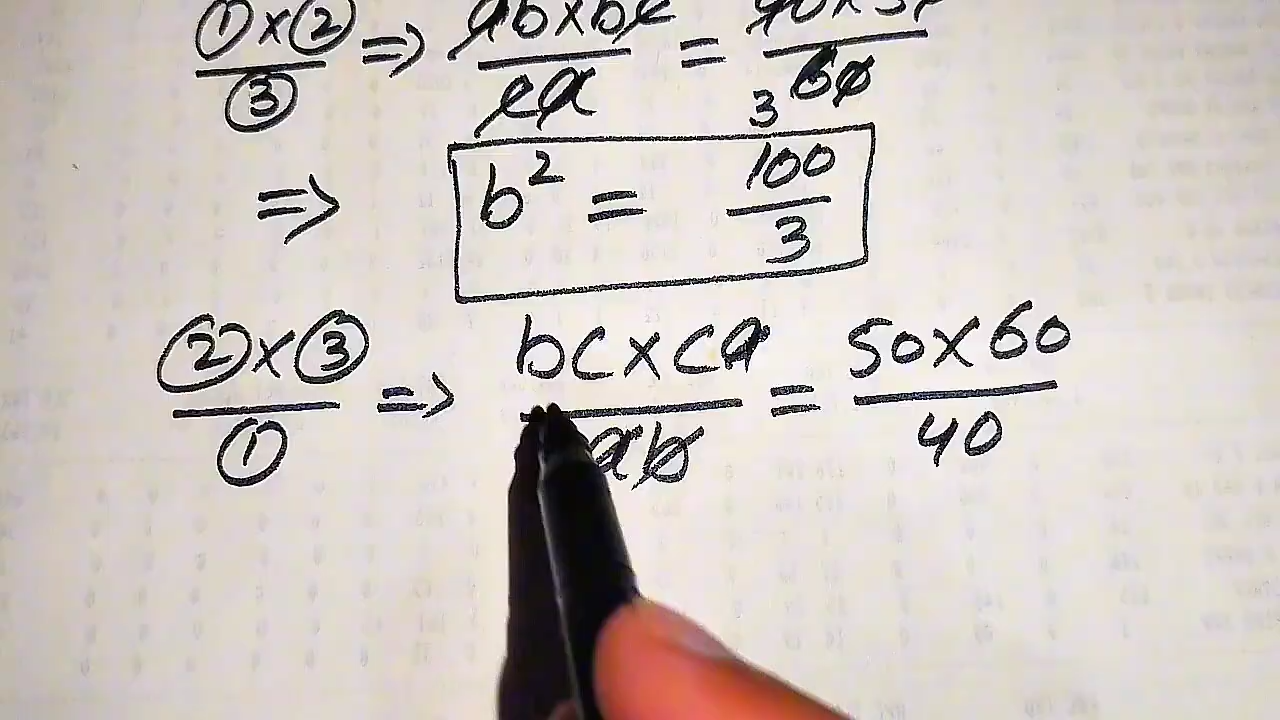 ①×② / ③ => ab×bc / ca = 40×50 / 60
3
=> b² = 100/3
②×③ / ① => bc×ca / ab = 50×60 / 40